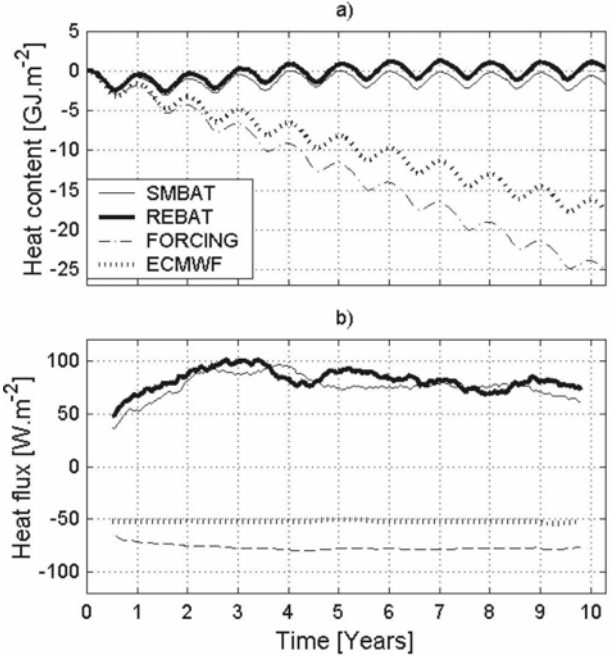 a)
Heat content [GJ.m⁻²]
5
0
-5
-10
-15
-20
-25
SMBAT
REBAT
FORCING
ECMWF
b)
Heat flux [W.m⁻²]
100
50
0
-50
-100
0 1 2 3 4 5 6 7 8 9 10
Time [Years]